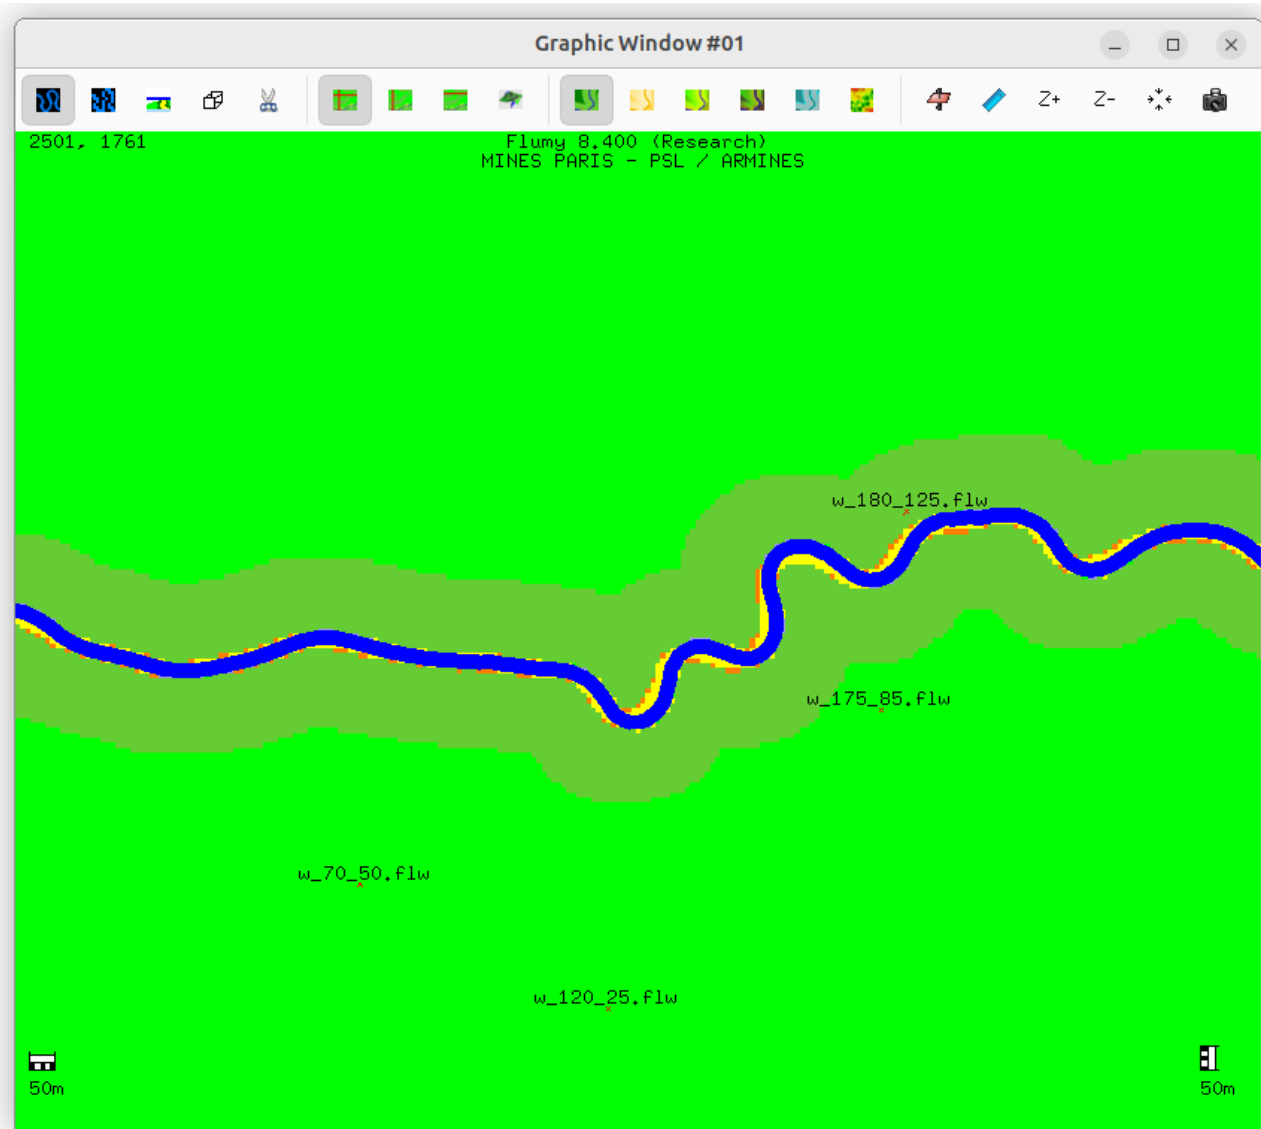 Graphic Window #01
Z+ Z-
2501, 1761
Flumy 8.400 (Research)
MINES PARIS - PSL / ARMINES
w_180_125.flw
w_175_85.flw
w_70_50.flw
w_120_25.flw
50m
50m